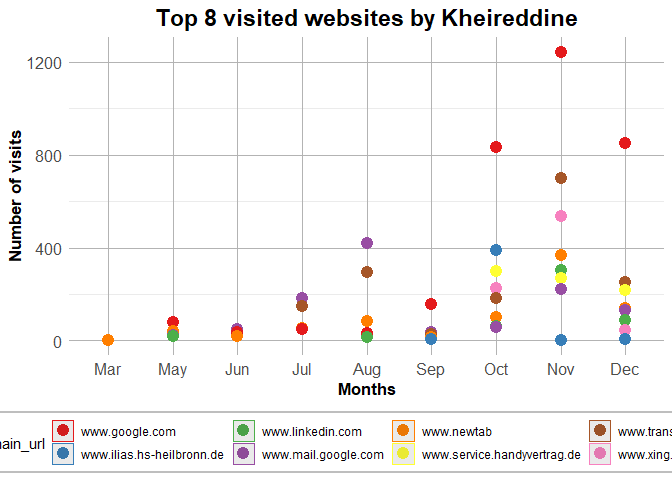 Top 8 visited websites by Kheireddine
Number of visits
1200
800
400
0
Mar May Jun Jul Aug Sep Oct Nov Dec
Months
nain_url
www.google.com www.linkedin.com www.newtab www.trans
www.ilias.hs-heilbronn.de www.mail.google.com www.service.handyvertrag.de www.xing.